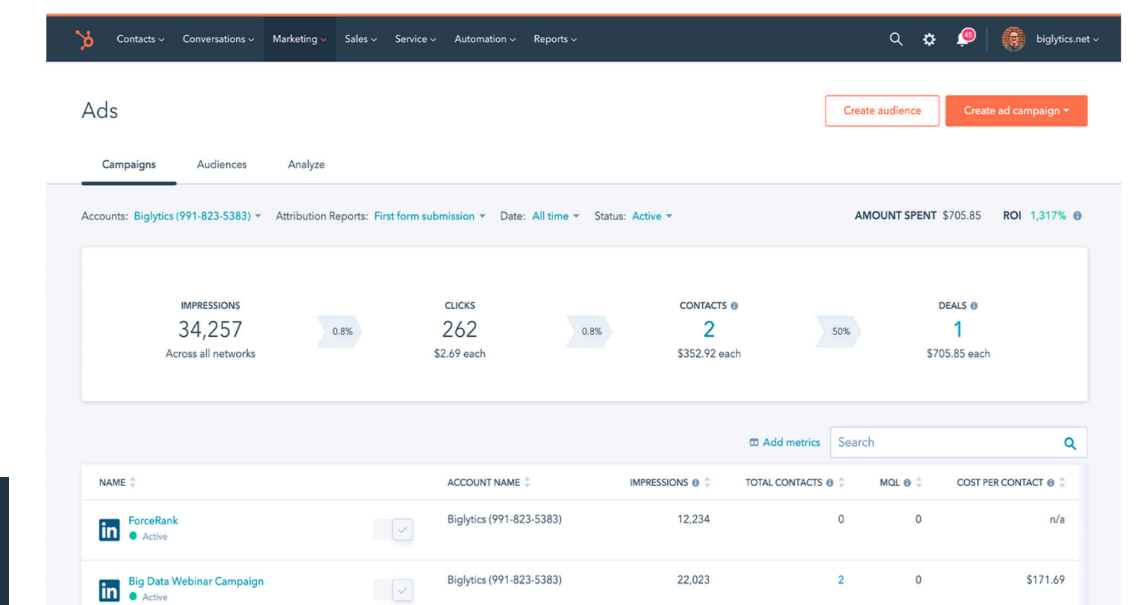 Contacts Conversations Marketing Sales Service Automation Reports 45 biglytics.net
Ads
Create audience Create ad campaign
Campaigns Audiences Analyze
Accounts: Biglytics (991-823-5383) Attribution Reports: First form submission Date: All time Status: Active AMOUNT SPENT $705.85 ROI 1,317%
IMPRESSIONS CLICKS CONTACTS DEALS
34,257 0.8% 262 0.8% 2 50% 1
Across all networks $2.69 each $352.92 each $705.85 each
Add metrics Search
NAME ACCOUNT NAME IMPRESSIONS TOTAL CONTACTS MQL COST PER CONTACT
in ForceRank Biglytics (991-823-5383) 12,234 0 0 n/a
Active
in Big Data Webinar Campaign Biglytics (991-823-5383) 22,023 2 0 $171.69
Active